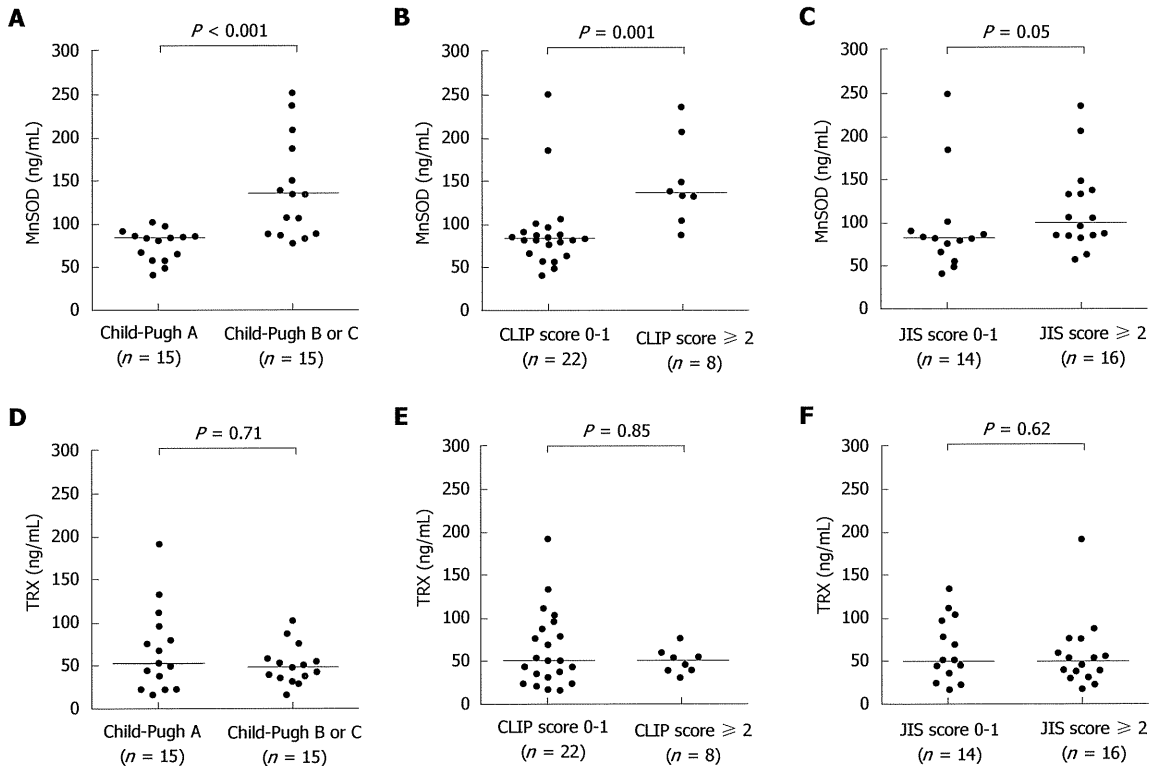 A
P < 0.001
300
250
200
150
100
50
0
MnSOD (ng/mL)
Child-Pugh A
(n = 15)
Child-Pugh B or C
(n = 15)
B
P = 0.001
300
250
200
150
100
50
0
MnSOD (ng/mL)
CLIP score 0-1
(n = 22)
CLIP score ⩾ 2
(n = 8)
C
P = 0.05
300
250
200
150
100
50
0
MnSOD (ng/mL)
JIS score 0-1
(n = 14)
JIS score ⩾ 2
(n = 16)
D
P = 0.71
300
250
200
150
100
50
0
TRX (ng/mL)
Child-Pugh A
(n = 15)
Child-Pugh B or C
(n = 15)
E
P = 0.85
300
250
200
150
100
50
0
TRX (ng/mL)
CLIP score 0-1
(n = 22)
CLIP score ⩾ 2
(n = 8)
F
P = 0.62
300
250
200
150
100
50
0
TRX (ng/mL)
JIS score 0-1
(n = 14)
JIS score ⩾ 2
(n = 16)